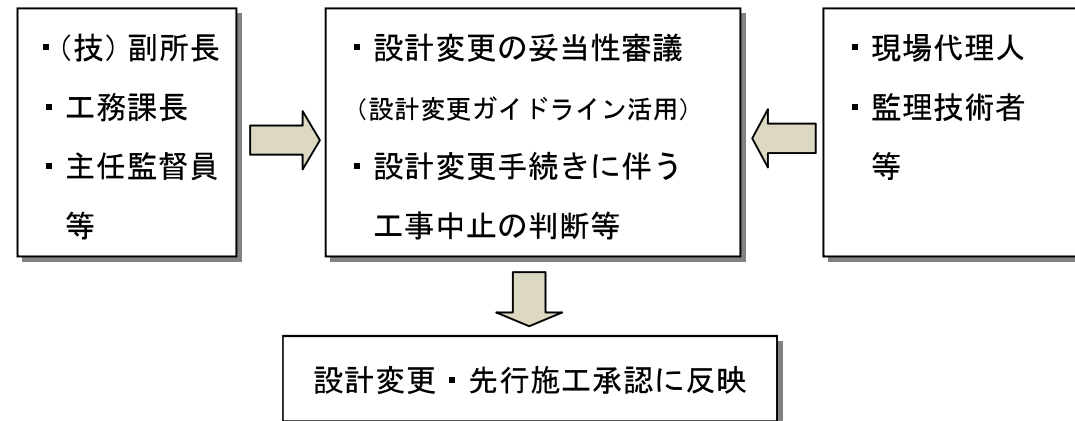 ・(技)副所長
・工務課長
・主任監督員
等
・設計変更の妥当性審議
(設計変更ガイドライン活用)
・設計変更手続きに伴う
工事中止の判断等
・現場代理人
・監理技術者
等
設計変更・先行施工承認に反映